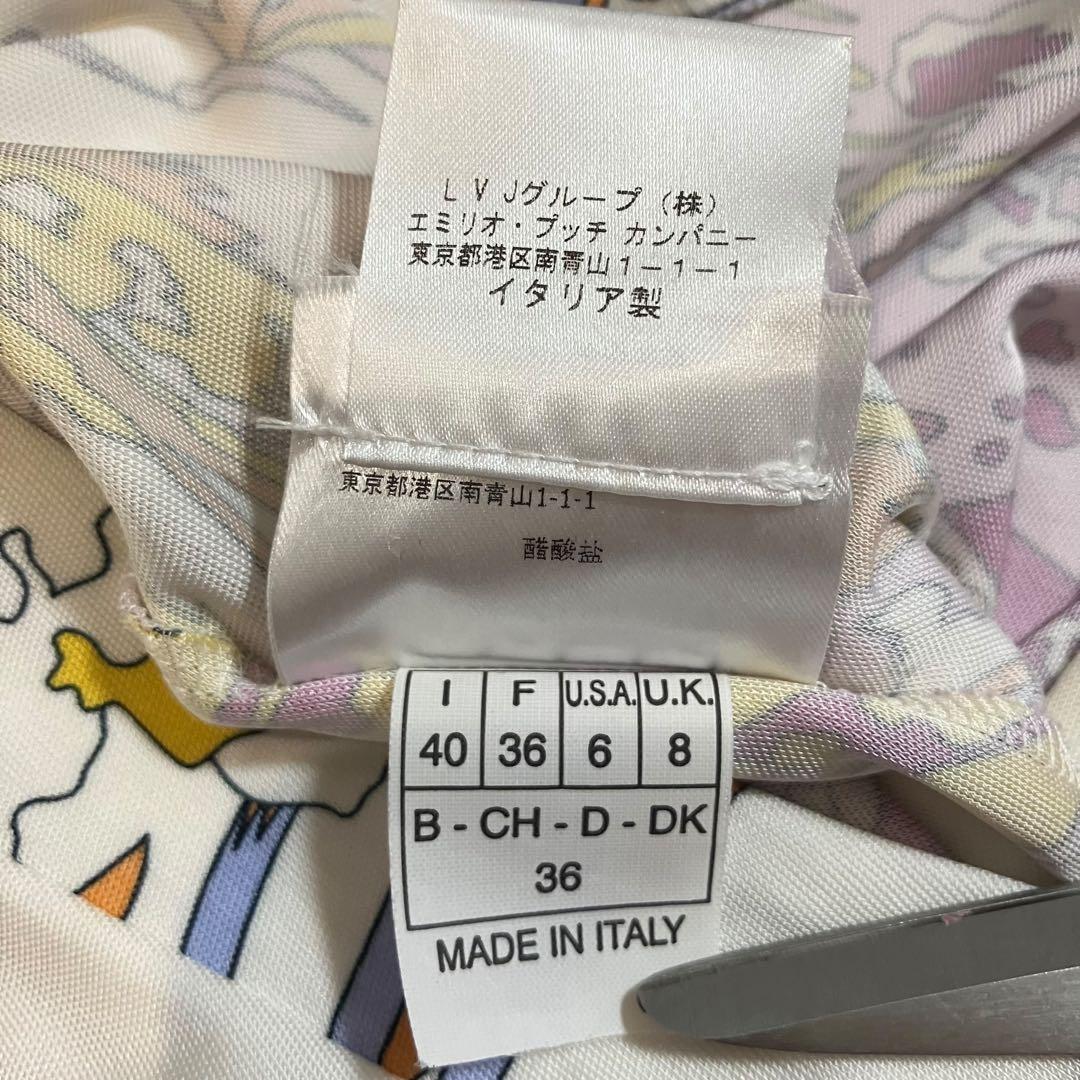 LVJグループ（株）
エミリオ・プッチ カンパニー
東京都港区南青山1－1－1
イタリア製
東京都港区南青山1-1-1
醋酸盐
I F U.S.A. U.K.
40 36 6 8
B - CH - D - DK
36
MADE IN ITALY